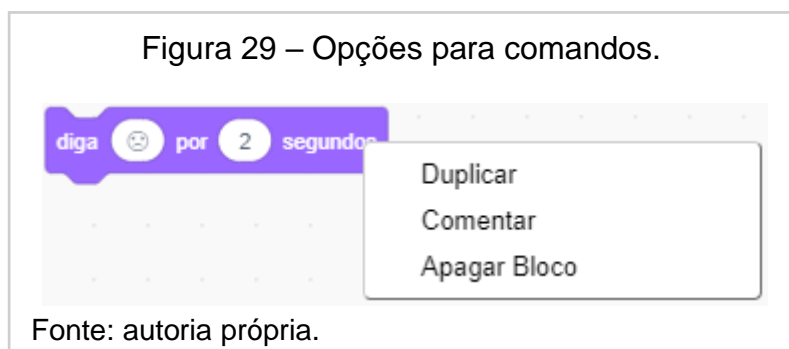 Figura 29 – Opções para comandos.
diga ☹ por 2 segundos
Duplicar
Comentar
Apagar Bloco
Fonte: autoria própria.